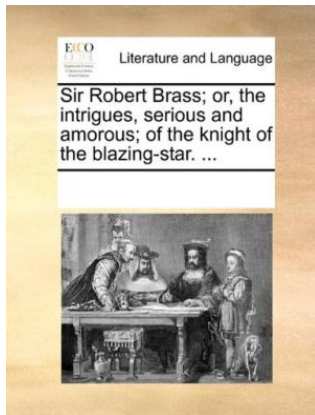 ECCO
Literature and Language
Sir Robert Brass; or, the
intrigues, serious and
amorous; of the knight of
the blazing-star. ...